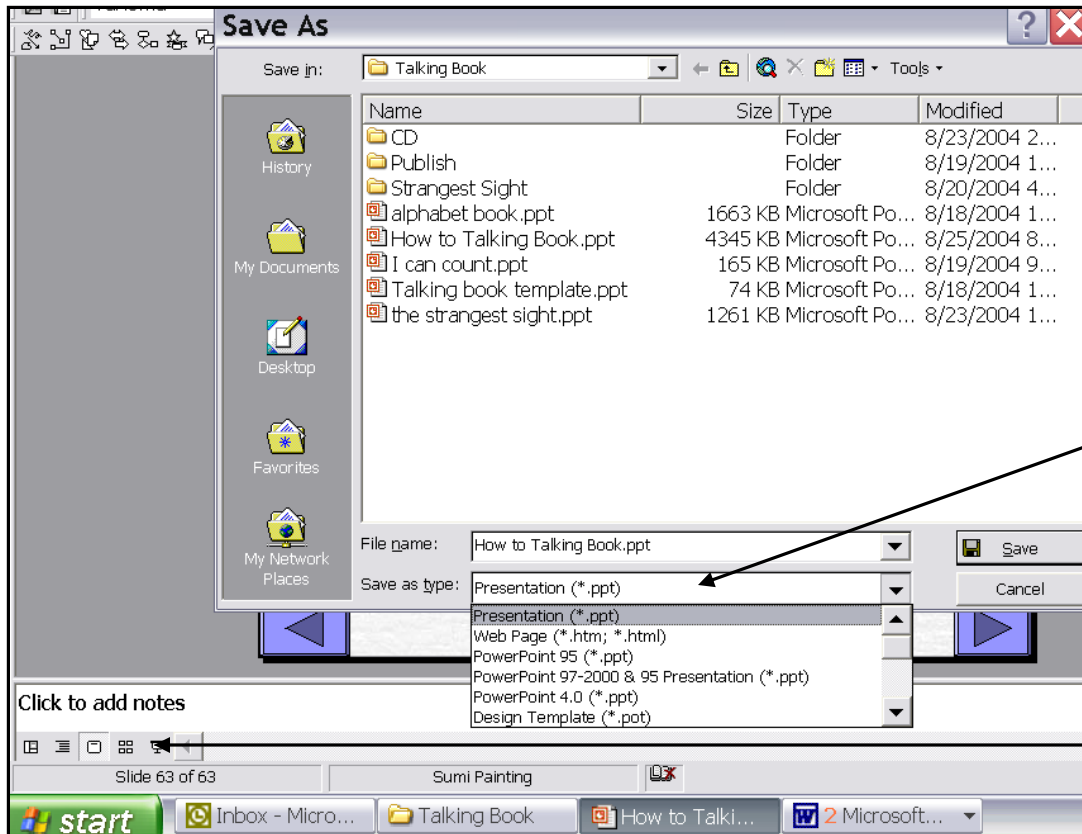 Save As
Save in: Talking Book Tools
Name Size Type Modified
CD Folder 8/23/2004 2...
Publish Folder 8/19/2004 1...
Strangest Sight Folder 8/20/2004 4...
alphabet book.ppt 1663 KB Microsoft Po... 8/18/2004 1...
How to Talking Book.ppt 4345 KB Microsoft Po... 8/25/2004 8...
I can count.ppt 165 KB Microsoft Po... 8/19/2004 9...
Talking book template.ppt 74 KB Microsoft Po... 8/18/2004 1...
the strangest sight.ppt 1261 KB Microsoft Po... 8/23/2004 1...
History
My Documents
Desktop
Favorites
My Network
Places
File name: How to Talking Book.ppt Save
Save as type: Presentation (*.ppt) Cancel
Presentation (*.ppt)
Web Page (*.htm; *.html)
PowerPoint 95 (*.ppt)
PowerPoint 97-2000 & 95 Presentation (*.ppt)
PowerPoint 4.0 (*.ppt)
Design Template (*.pot)
Click to add notes
Slide 63 of 63 Sumi Painting
start Inbox - Micro... Talking Book How to Talki... 2 Microsoft...